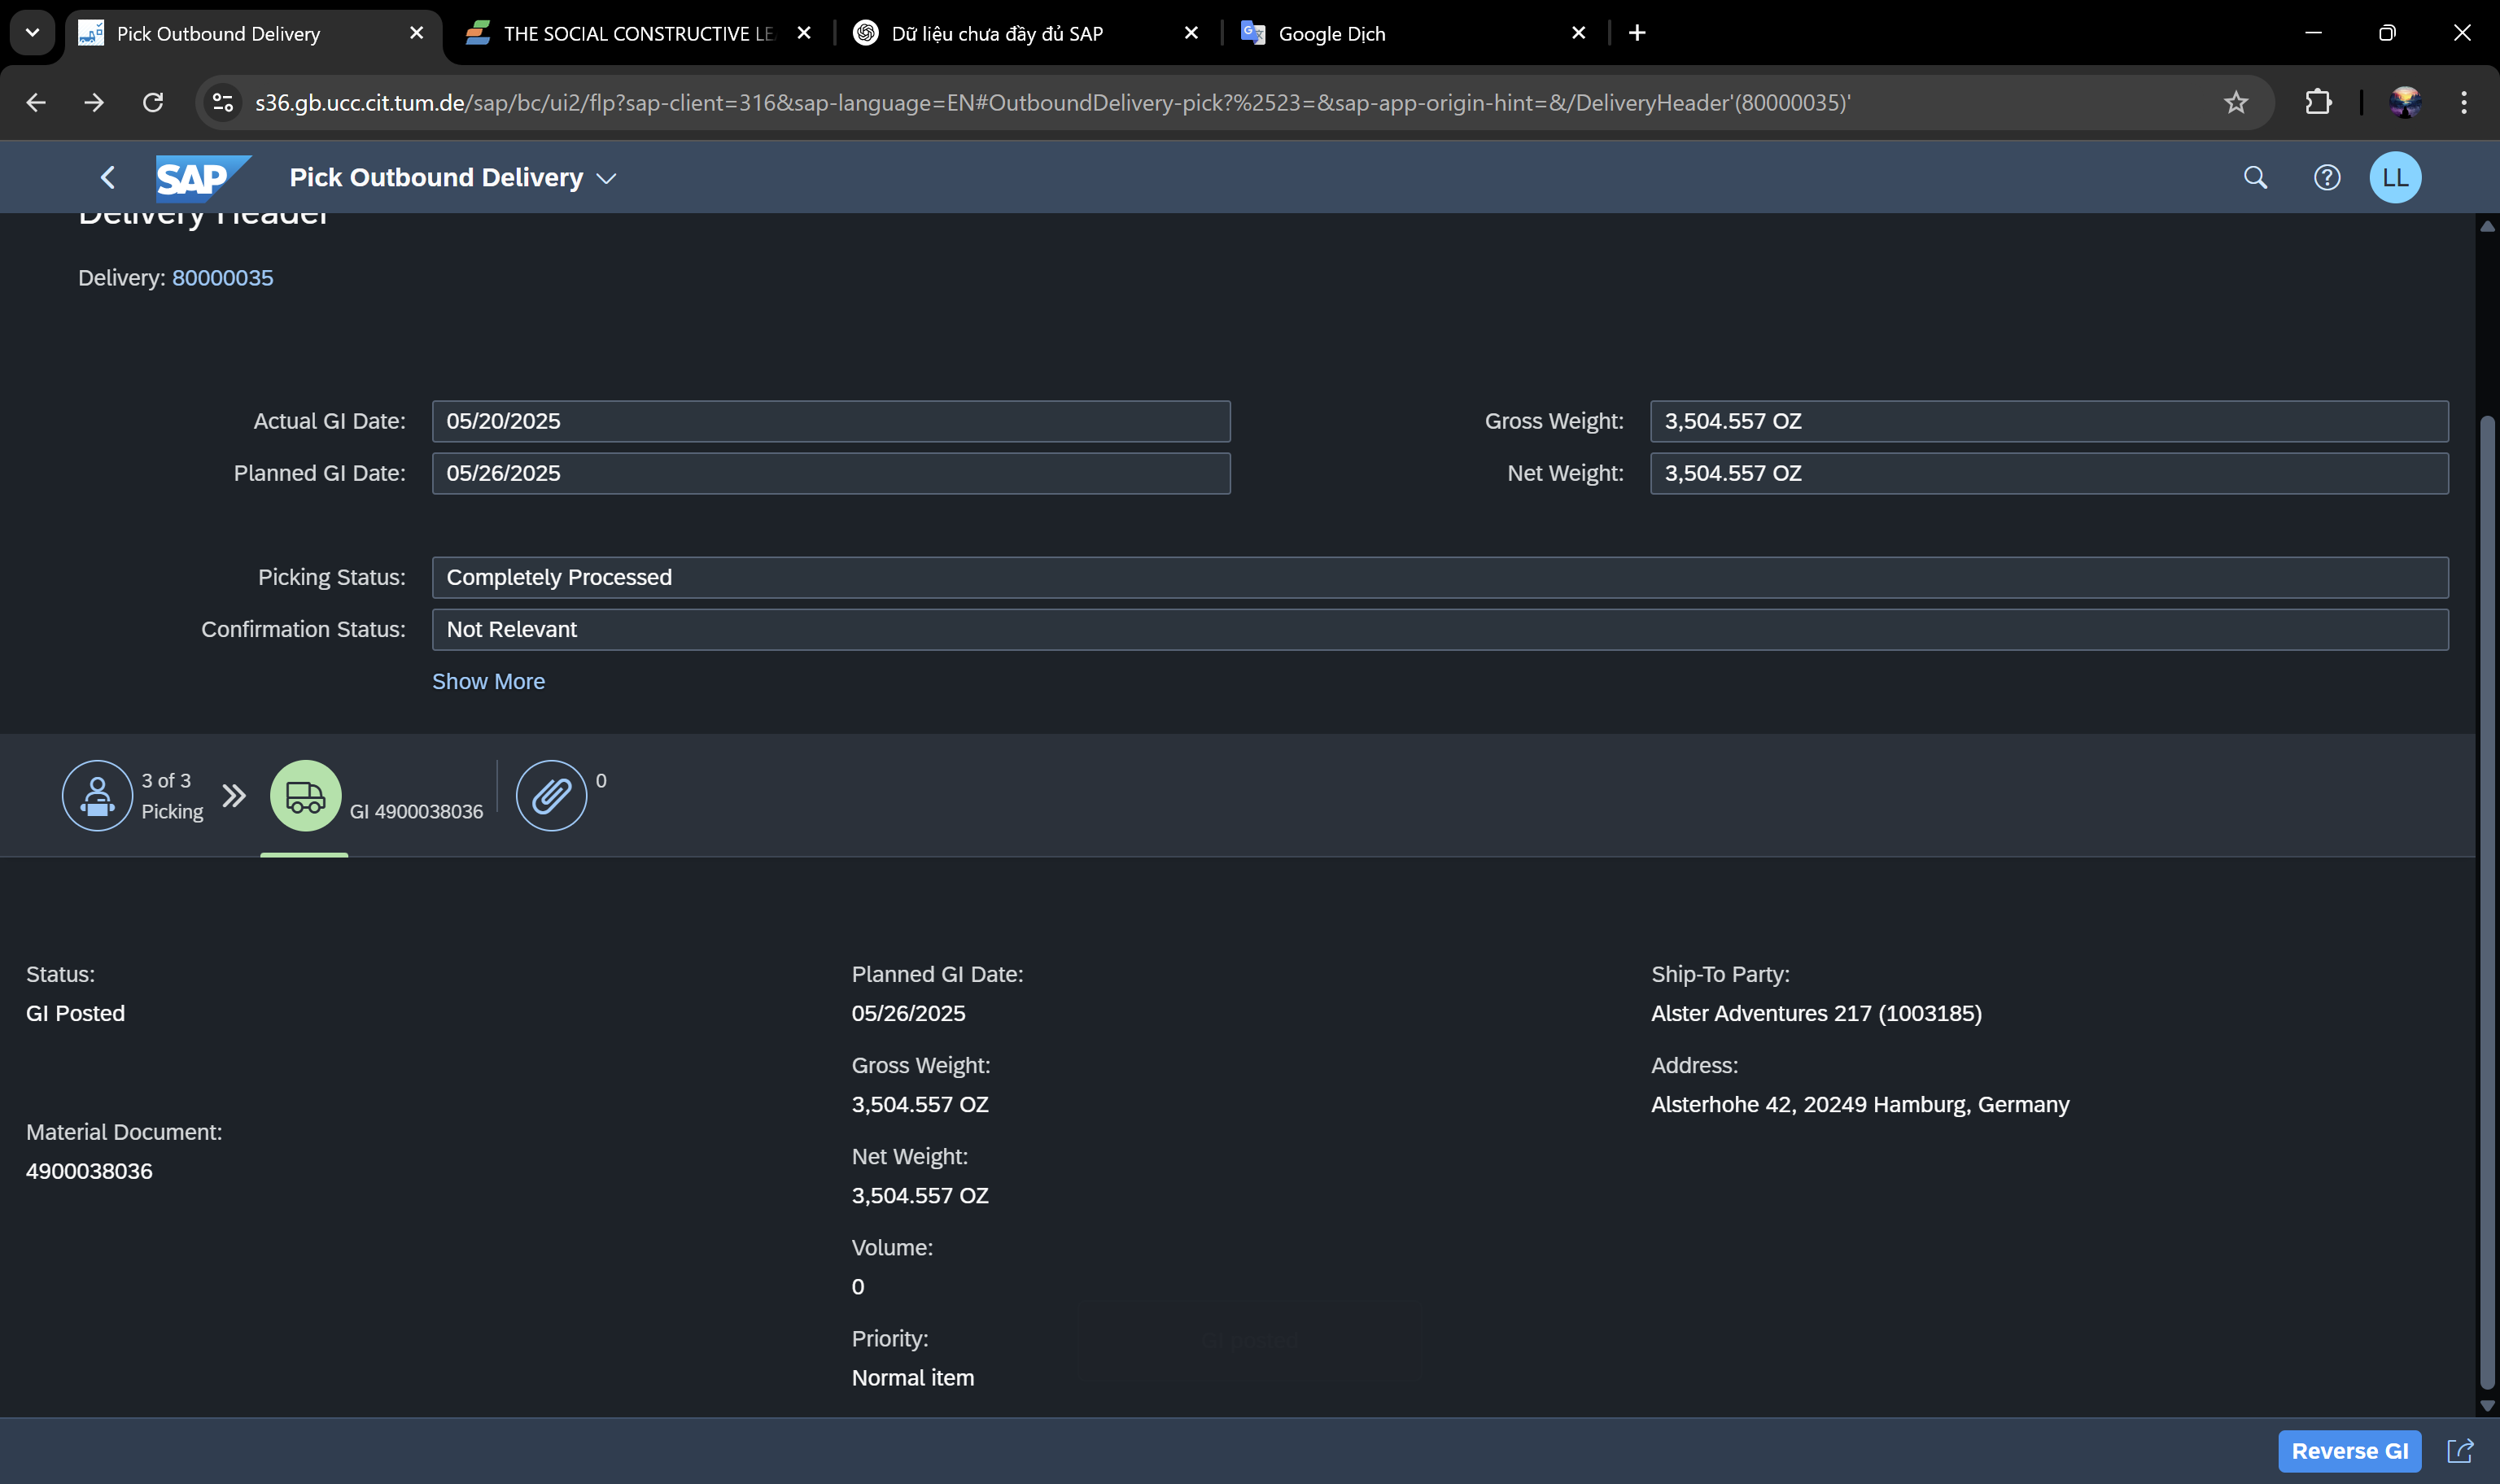 Pick Outbound Delivery
THE SOCIAL CONSTRUCTIVE LE
Dữ liệu chưa đầy đủ SAP
Google Dịch
s36.gb.ucc.cit.tum.de/sap/bc/ui2/flp?sap-client=316&sap-language=EN#OutboundDelivery-pick?%2523=&sap-app-origin-hint=&/DeliveryHeader'(80000035)'
SAP
Pick Outbound Delivery
LL
Delivery Header
Delivery: 80000035
Actual GI Date: 05/20/2025
Gross Weight: 3,504.557 OZ
Planned GI Date: 05/26/2025
Net Weight: 3,504.557 OZ
Picking Status: Completely Processed
Confirmation Status: Not Relevant
Show More
3 of 3
Picking
GI 4900038036
0
Status:
GI Posted
Material Document:
4900038036
Planned GI Date:
05/26/2025
Gross Weight:
3,504.557 OZ
Net Weight:
3,504.557 OZ
Volume:
0
Priority:
Normal item
Ship-To Party:
Alster Adventures 217 (1003185)
Address:
Alsterhohe 42, 20249 Hamburg, Germany
Reverse GI